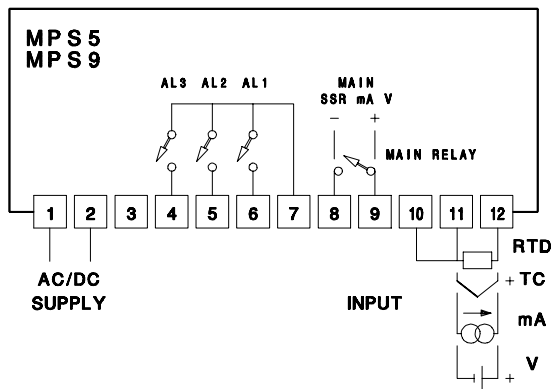 MPS5
MPS9
AL3 AL2 AL1
MAIN
SSR mA V
- +
MAIN RELAY
1 2 3 4 5 6 7 8 9 10 11 12
RTD
AC/DC
SUPPLY
INPUT
+ TC
mA
V
+